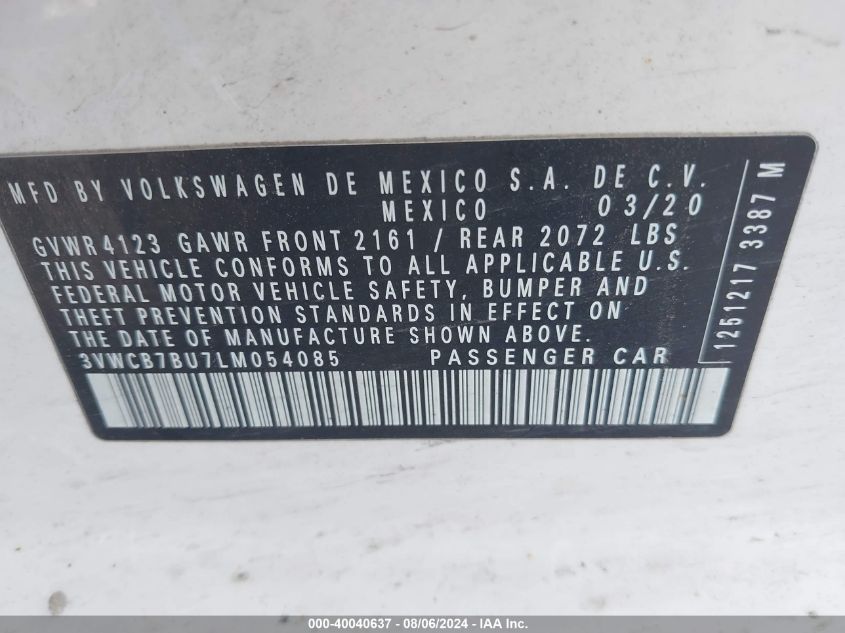 MFD BY VOLKSWAGEN DE MEXICO S.A. DE C.V.
MEXICO 03/20
GVWR4123 GAWR FRONT 2161 / REAR 2072 LBS
THIS VEHICLE CONFORMS TO ALL APPLICABLE U.S.
FEDERAL MOTOR VEHICLE SAFETY, BUMPER AND
THEFT PREVENTION STANDARDS IN EFFECT ON
THE DATE OF MANUFACTURE SHOWN ABOVE.
3VWCB7BU7LM054085 PASSENGER CAR
1251217 3387 M
000-40040637 - 08/06/2024 - IAA Inc.